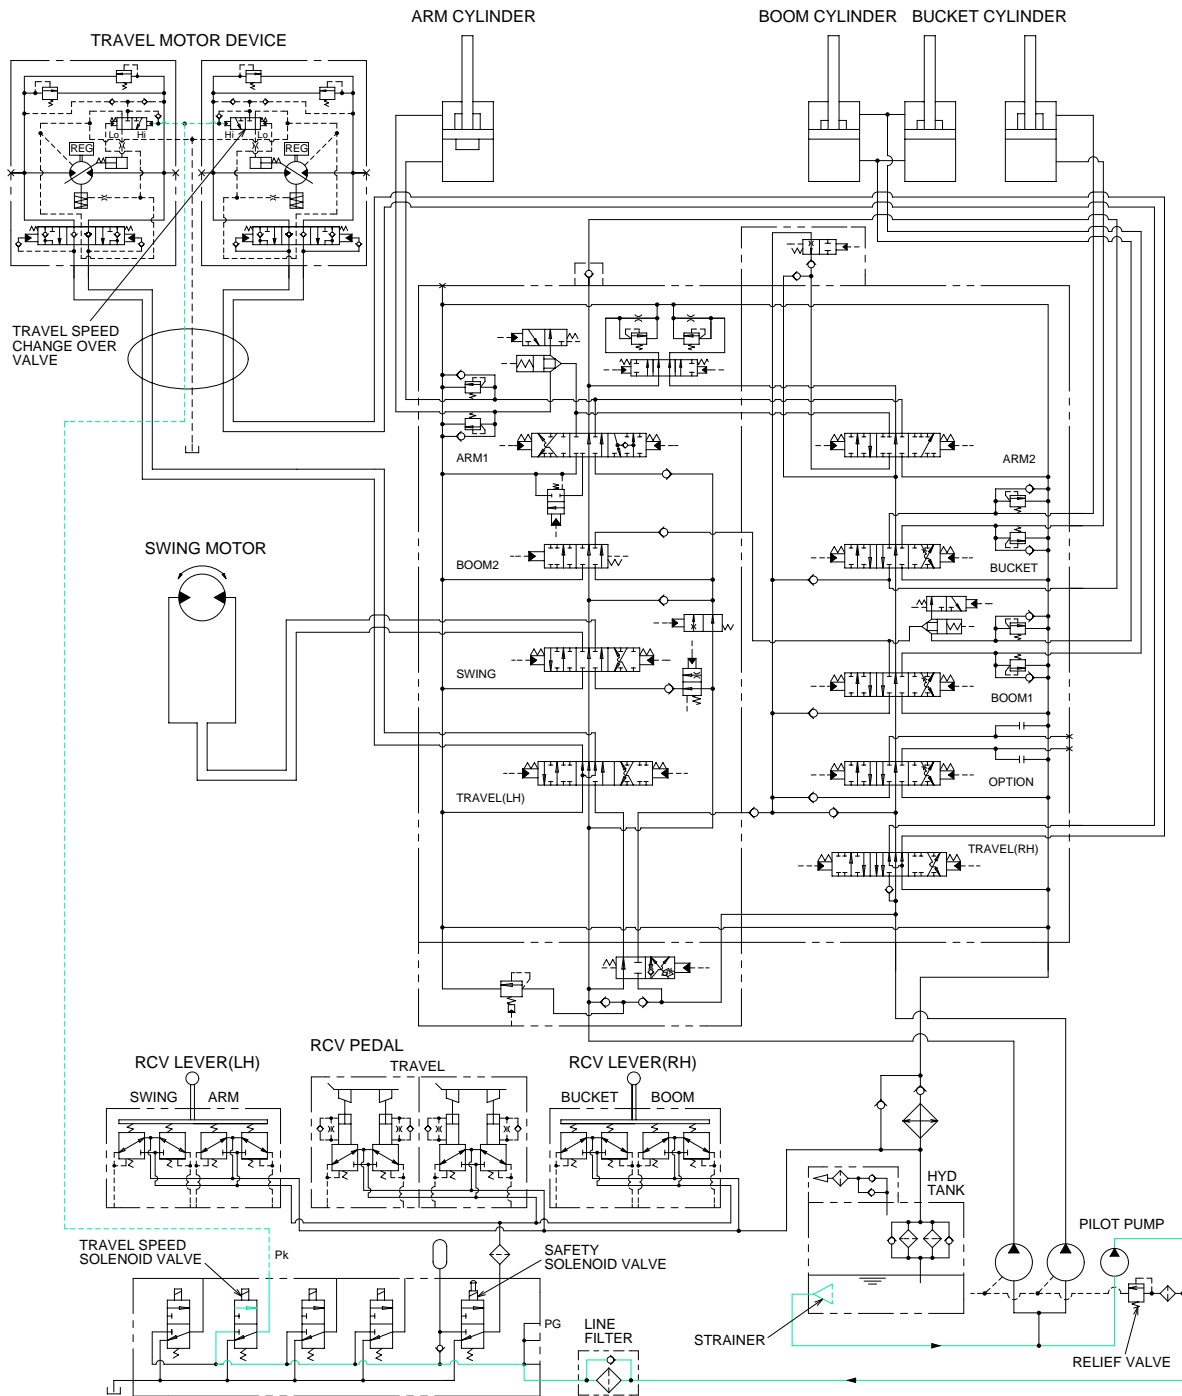 ARM CYLINDER
BOOM CYLINDER
BUCKET CYLINDER
TRAVEL MOTOR DEVICE
Lo
Hi
Hi
Lo
REG
REG
TRAVEL SPEED
CHANGE OVER
VALVE
ARM1
ARM2
SWING MOTOR
BOOM2
BUCKET
SWING
BOOM1
TRAVEL(LH)
OPTION
TRAVEL(RH)
RCV LEVER(LH)
SWING
ARM
RCV PEDAL
TRAVEL
RCV LEVER(RH)
BUCKET
BOOM
HYD
TANK
PILOT PUMP
TRAVEL SPEED
SOLENOID VALVE
Pk
SAFETY
SOLENOID VALVE
PG
LINE
FILTER
STRAINER
RELIEF VALVE